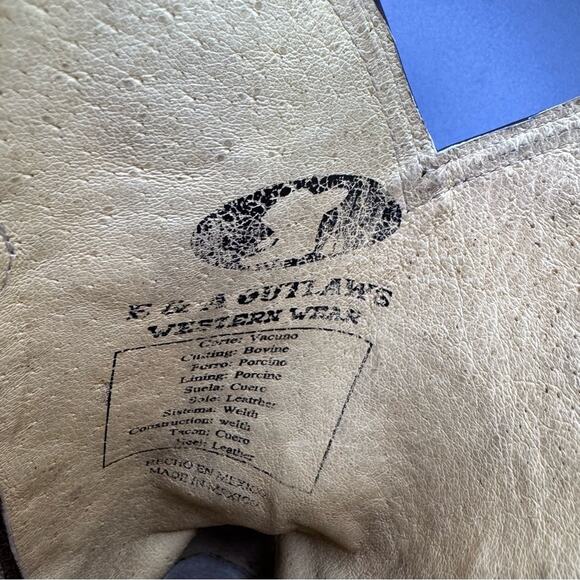 E & A OUTLAWS
WESTERN WEAR
Corte: Vacuno
Cutting: Bovine
Forro: Porcino
Lining: Porcine
Suela: Cuero
Sole: Leather
Sistema: Welth
Construction: welth
Tacon: Cuero
Heel: Leather
HECHO EN MEXICO
MADE IN MEXICO